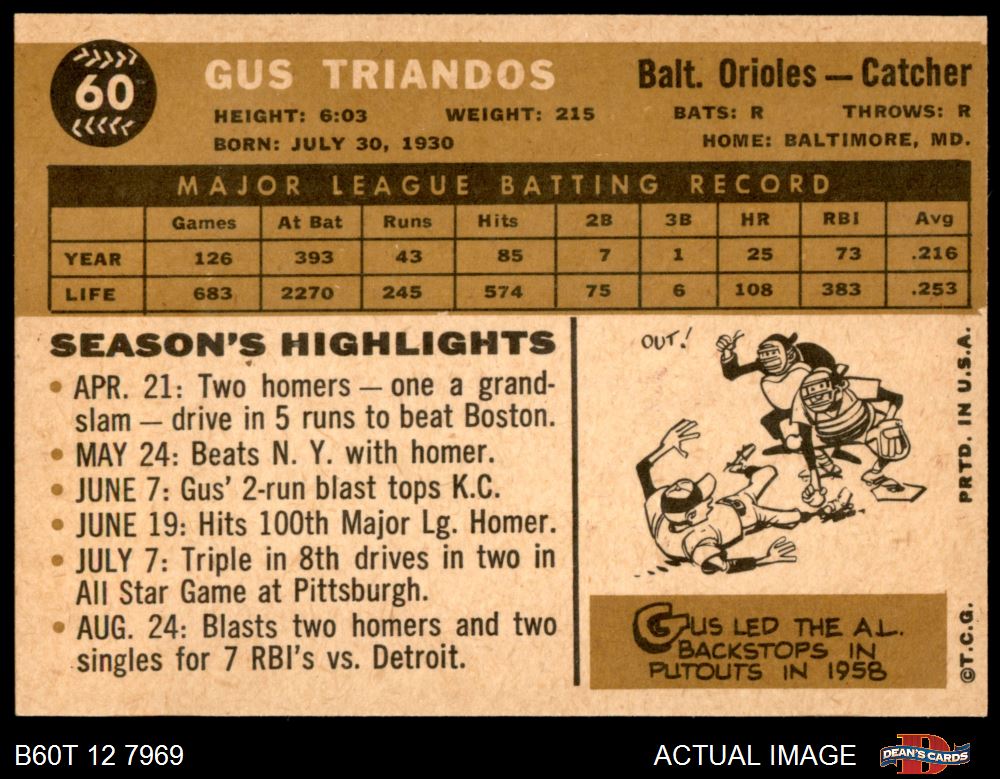 60
GUS TRIANDOS
Balt. Orioles — Catcher
HEIGHT: 6:03 WEIGHT: 215 BATS: R THROWS: R
BORN: JULY 30, 1930 HOME: BALTIMORE, MD.
MAJOR LEAGUE BATTING RECORD
Games At Bat Runs Hits 2B 3B HR RBI Avg
YEAR 126 393 43 85 7 1 25 73 .216
LIFE 683 2270 245 574 75 6 108 383 .253
SEASON'S HIGHLIGHTS
• APR. 21: Two homers — one a grand-
slam — drive in 5 runs to beat Boston.
• MAY 24: Beats N. Y. with homer.
• JUNE 7: Gus' 2-run blast tops K.C.
• JUNE 19: Hits 100th Major Lg. Homer.
• JULY 7: Triple in 8th drives in two in
All Star Game at Pittsburgh.
• AUG. 24: Blasts two homers and two
singles for 7 RBI's vs. Detroit.
OUT!
GUS LED THE A.L.
BACKSTOPS IN
PUTOUTS IN 1958
©T.C.G. PRTD. IN U.S.A.
B60T 12 7969
ACTUAL IMAGE
DEAN'S CARDS